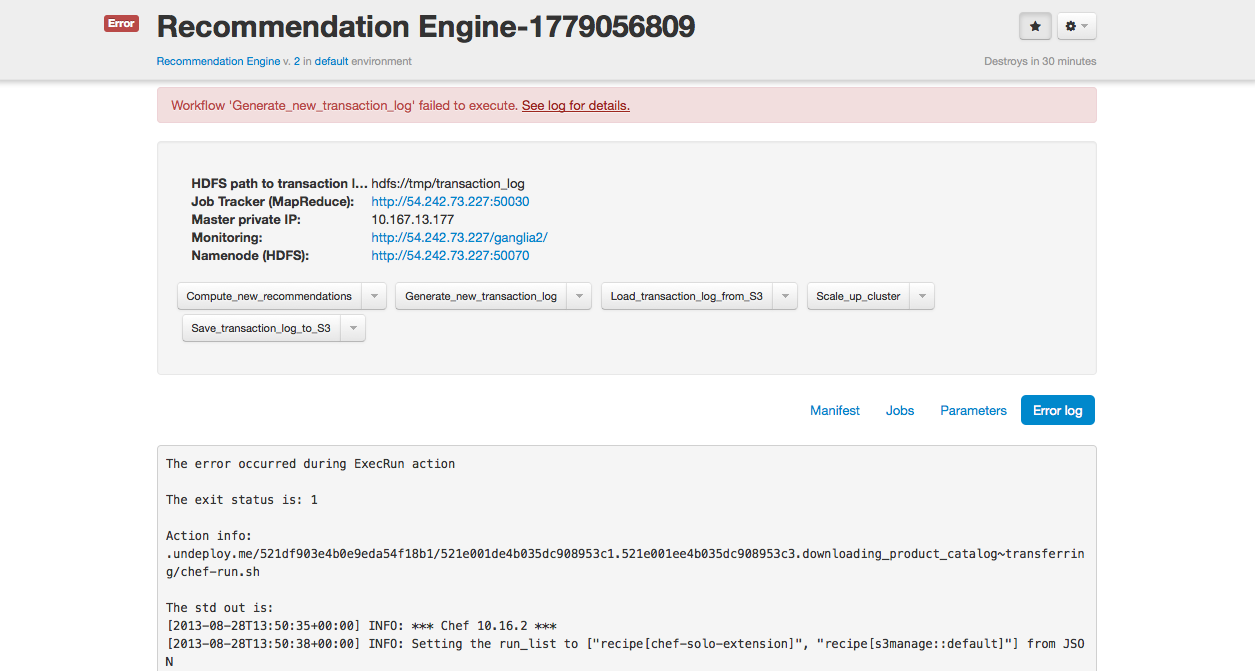 Error
Recommendation Engine-1779056809
Recommendation Engine v. 2 in default environment
Destroys in 30 minutes
Workflow 'Generate_new_transaction_log' failed to execute. See log for details.
HDFS path to transaction l... hdfs://tmp/transaction_log
Job Tracker (MapReduce): http://54.242.73.227:50030
Master private IP: 10.167.13.177
Monitoring: http://54.242.73.227/ganglia2/
Namenode (HDFS): http://54.242.73.227:50070
Compute_new_recommendations Generate_new_transaction_log Load_transaction_log_from_S3 Scale_up_cluster
Save_transaction_log_to_S3
Manifest Jobs Parameters Error log
The error occurred during ExecRun action
The exit status is: 1
Action info:
.undeploy.me/521df903e4b0e9eda54f18b1/521e001de4b035dc908953c1.521e001ee4b035dc908953c3.downloading_product_catalog~transferrin
g/chef-run.sh
The std out is:
[2013-08-28T13:50:35+00:00] INFO: *** Chef 10.16.2 ***
[2013-08-28T13:50:38+00:00] INFO: Setting the run_list to ["recipe[chef-solo-extension]", "recipe[s3manage::default]"] from JSO
N